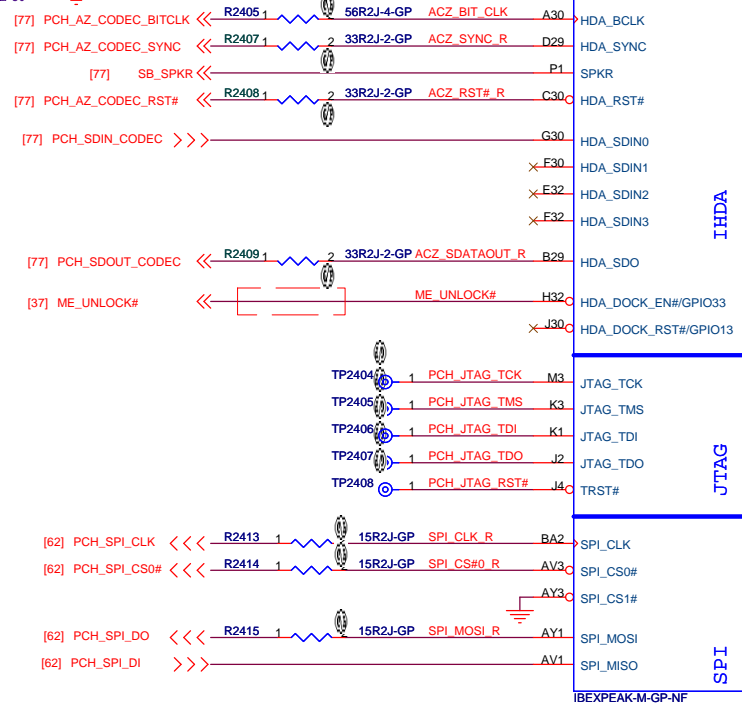 [77] PCH_AZ_CODEC_BITCLK R2405 1 56R2J-4-GP ACZ_BIT_CLK A30 HDA_BCLK
[77] PCH_AZ_CODEC_SYNC R2407 1 2 33R2J-2-GP ACZ_SYNC_R D29 HDA_SYNC
[77] SB_SPKR P1 SPKR
[77] PCH_AZ_CODEC_RST# R2408 1 2 33R2J-2-GP ACZ_RST#_R C30 HDA_RST#
[77] PCH_SDIN_CODEC G30 HDA_SDIN0
F30 HDA_SDIN1
E32 HDA_SDIN2
F32 HDA_SDIN3
IHDA
[77] PCH_SDOUT_CODEC R2409 1 2 33R2J-2-GP ACZ_SDATAOUT_R B29 HDA_SDO
[37] ME_UNLOCK# ME_UNLOCK# H32 HDA_DOCK_EN#/GPIO33
J30 HDA_DOCK_RST#/GPIO13
TP2404 1 PCH_JTAG_TCK M3 JTAG_TCK
TP2405 1 PCH_JTAG_TMS K3 JTAG_TMS
TP2406 1 PCH_JTAG_TDI K1 JTAG_TDI
TP2407 1 PCH_JTAG_TDO J2 JTAG_TDO
TP2408 1 PCH_JTAG_RST# J4 TRST#
JTAG
[62] PCH_SPI_CLK R2413 1 15R2J-GP SPI_CLK_R BA2 SPI_CLK
[62] PCH_SPI_CS0# R2414 1 2 15R2J-GP SPI_CS#0_R AV3 SPI_CS0#
AY3 SPI_CS1#
[62] PCH_SPI_DO R2415 1 2 15R2J-GP SPI_MOSI_R AY1 SPI_MOSI
[62] PCH_SPI_DI AV1 SPI_MISO
SPI
IBEXPEAK-M-GP-NF